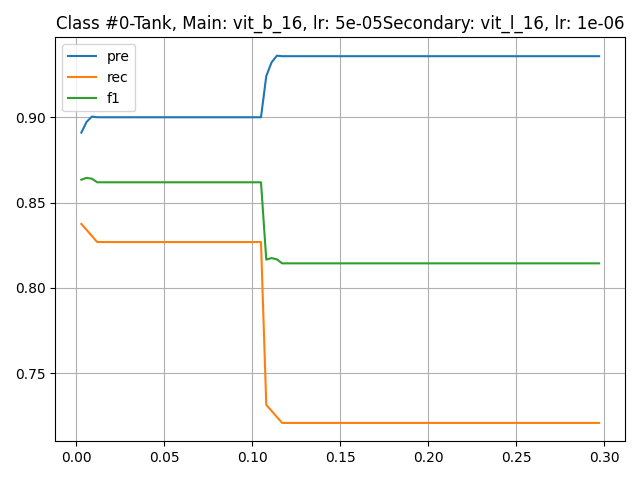 Class #0-Tank, Main: vit_b_16, lr: 5e-05Secondary: vit_l_16, lr: 1e-06
pre
rec
f1
0.90
0.85
0.80
0.75
0.00 0.05 0.10 0.15 0.20 0.25 0.30